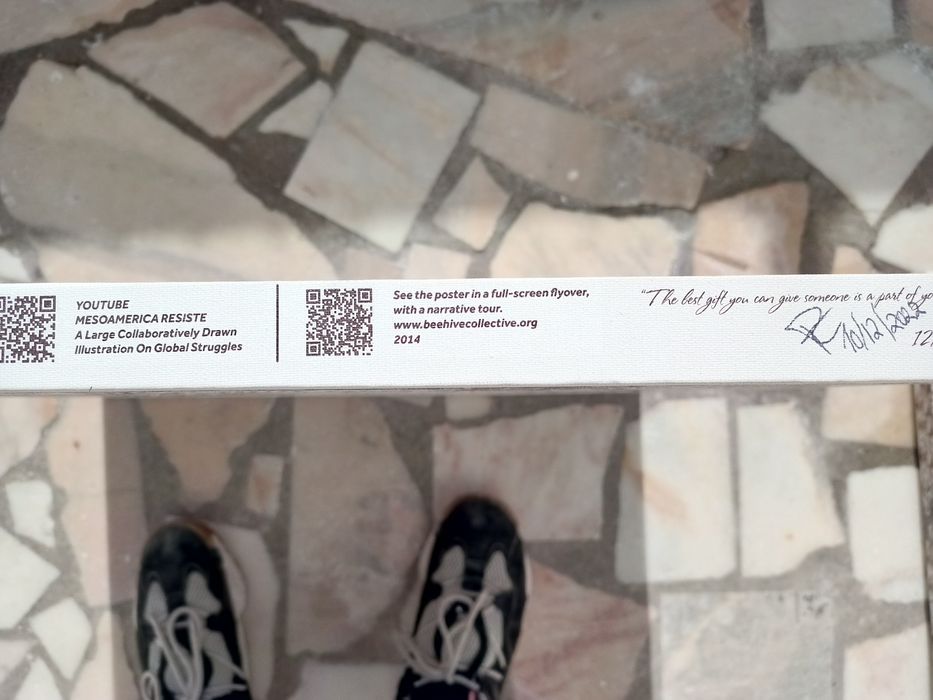 YOUTUBE
MESOAMERICA RESISTE
A Large Collaboratively Drawn
Illustration On Global Struggles
See the poster in a full-screen flyover,
with a narrative tour.
www.beehivecollective.org
2014
"The best gift you can give someone is a part of yo
10/12/2022
12